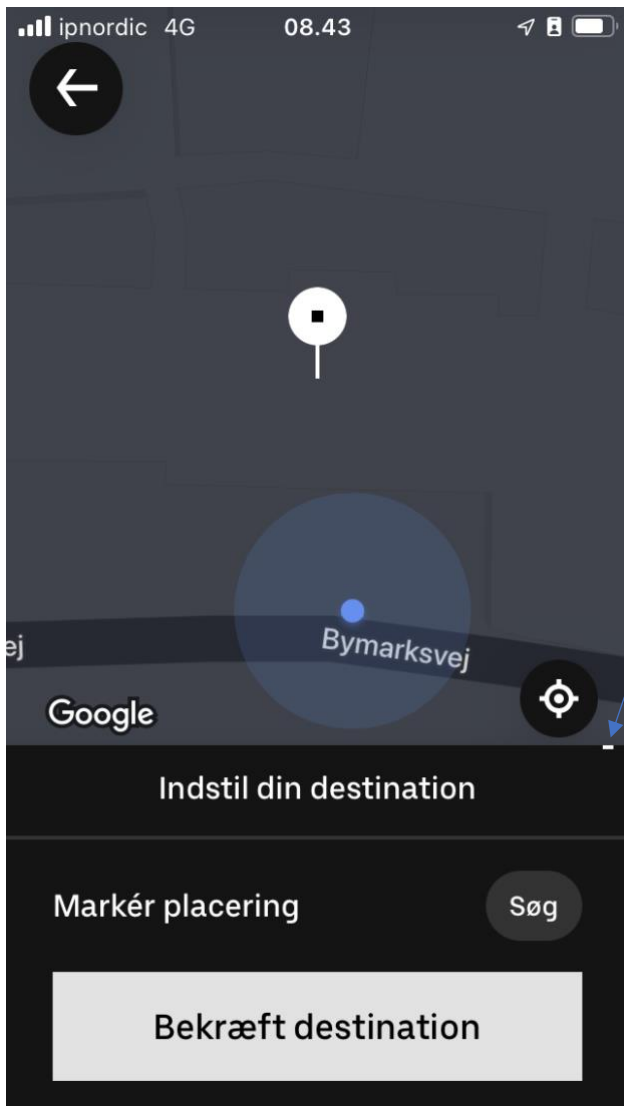 ipnordic 4G 08.43
ej
Bymarksvej
Google
Indstil din destination
Markér placering
Søg
Bekræft destination